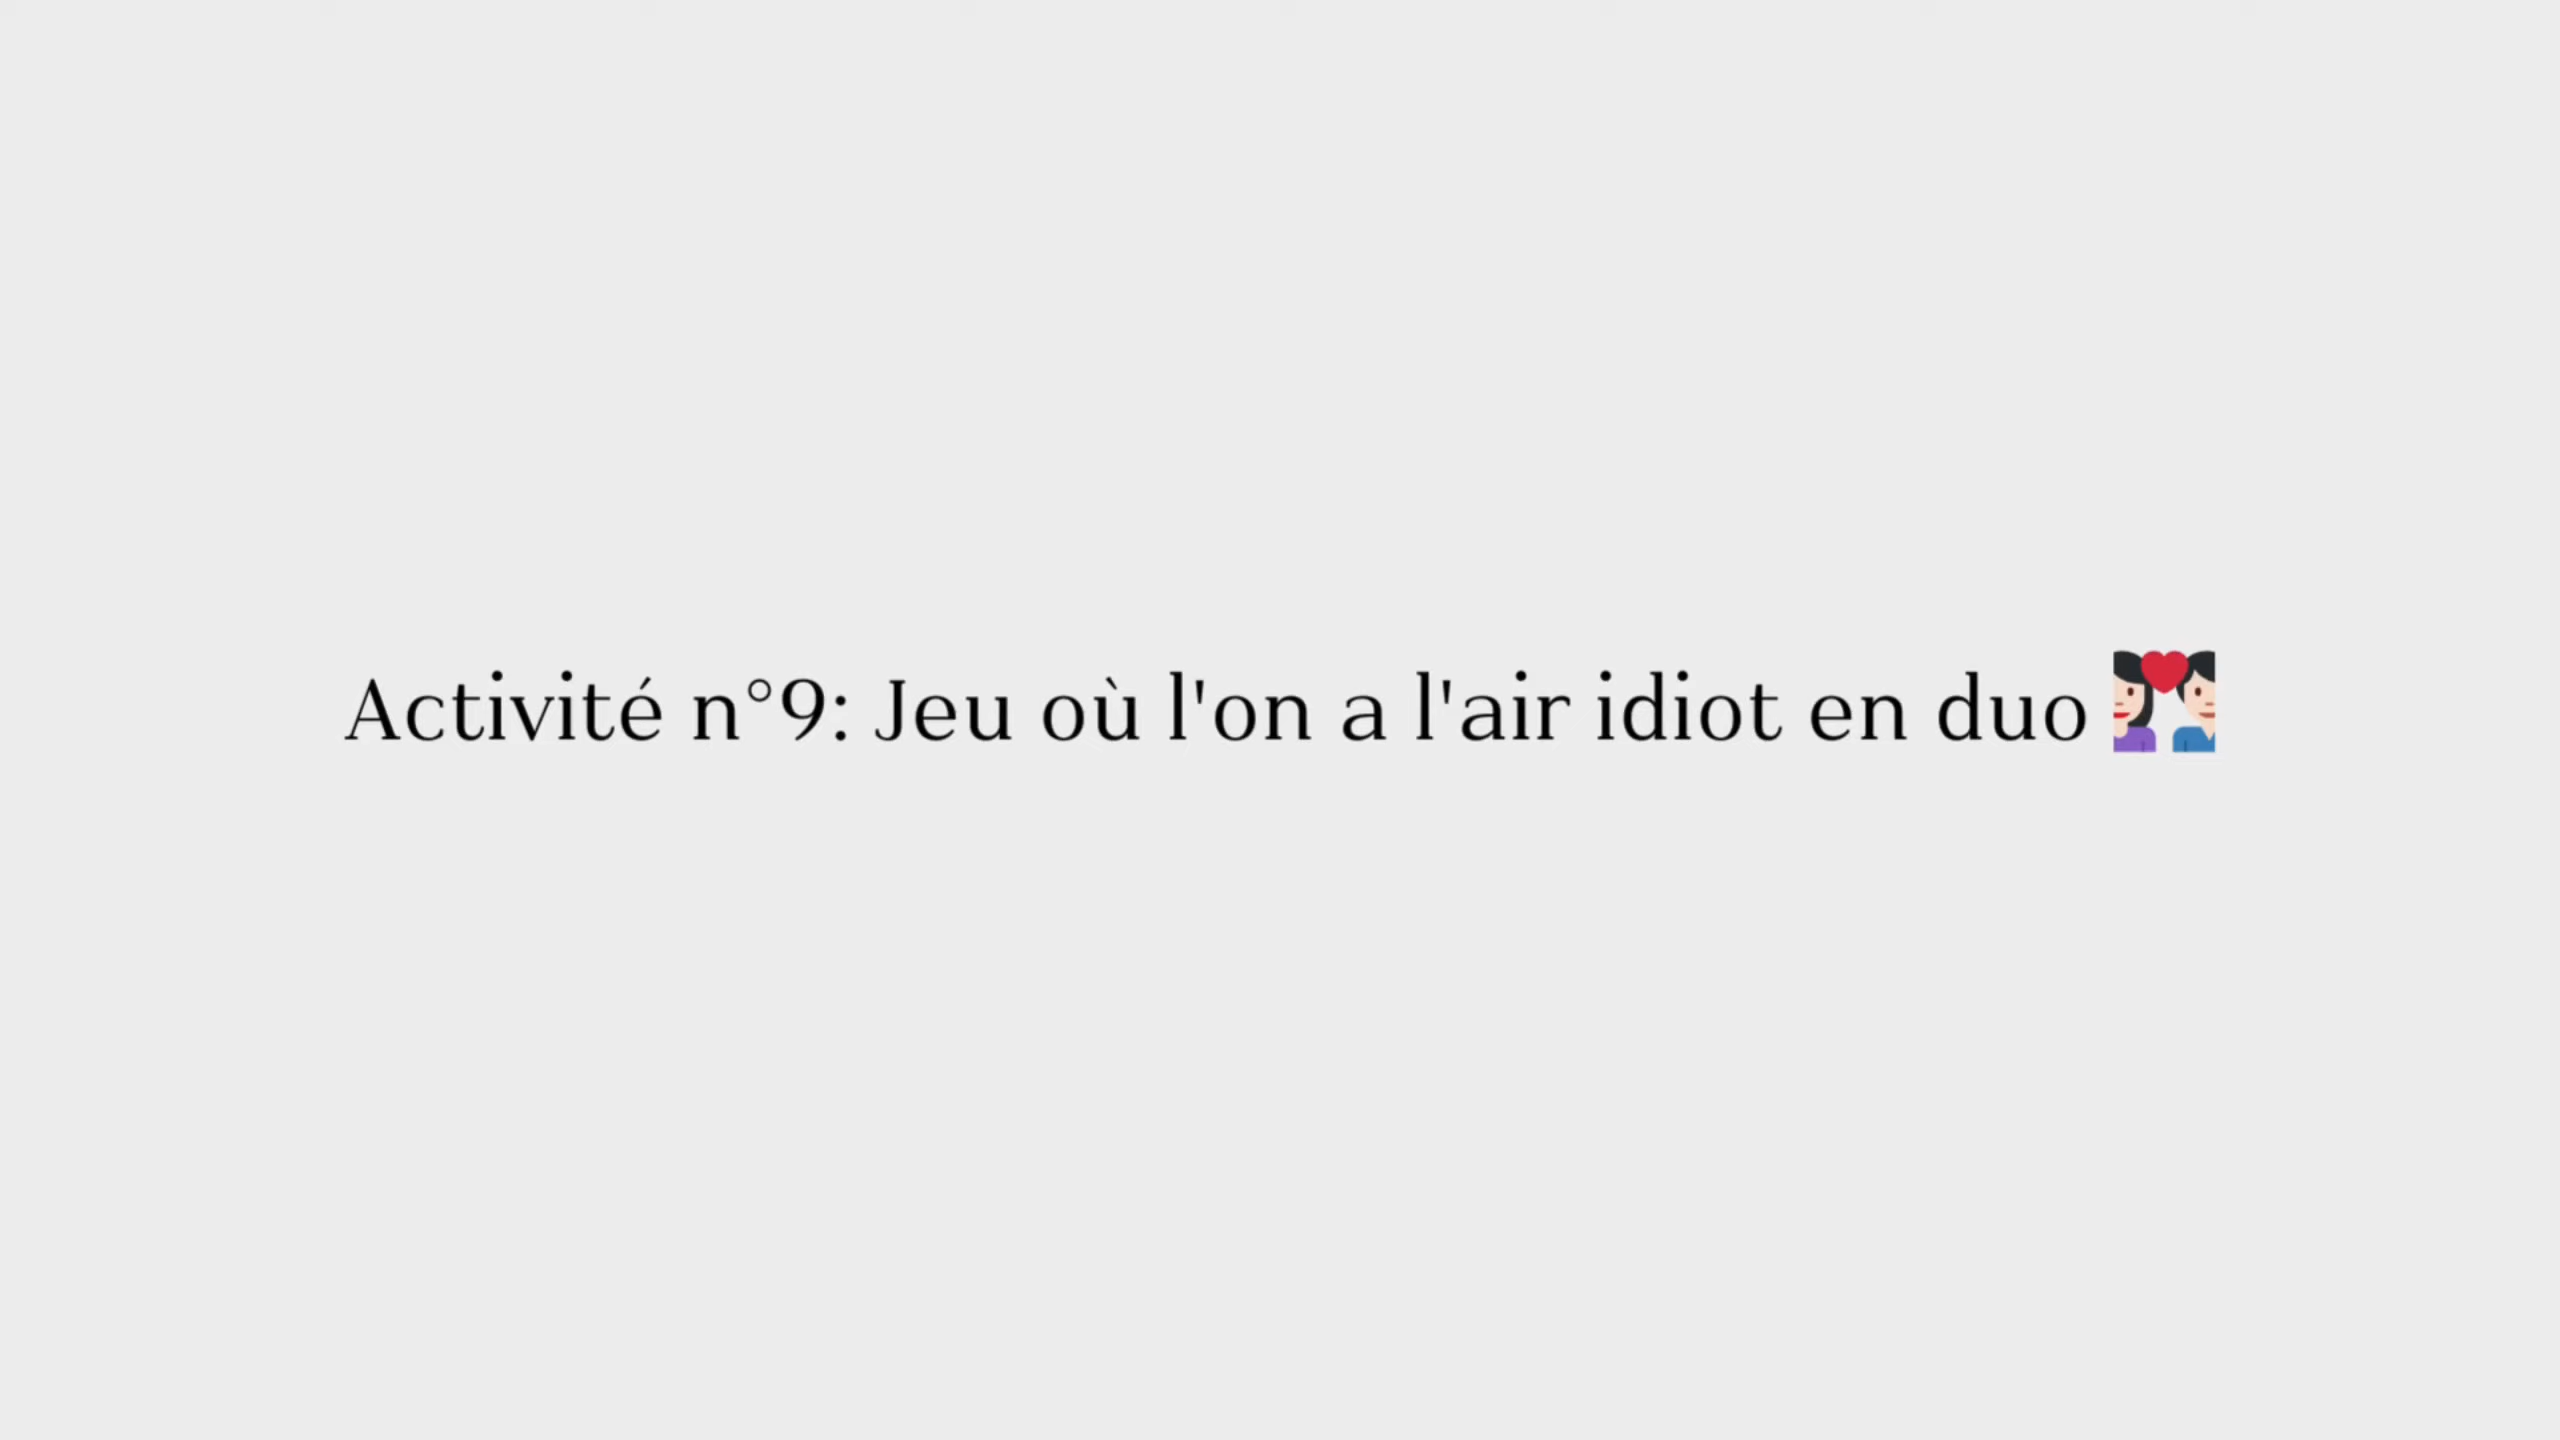 Activité n°9: Jeu où l'on a l'air idiot en duo 💑🏻